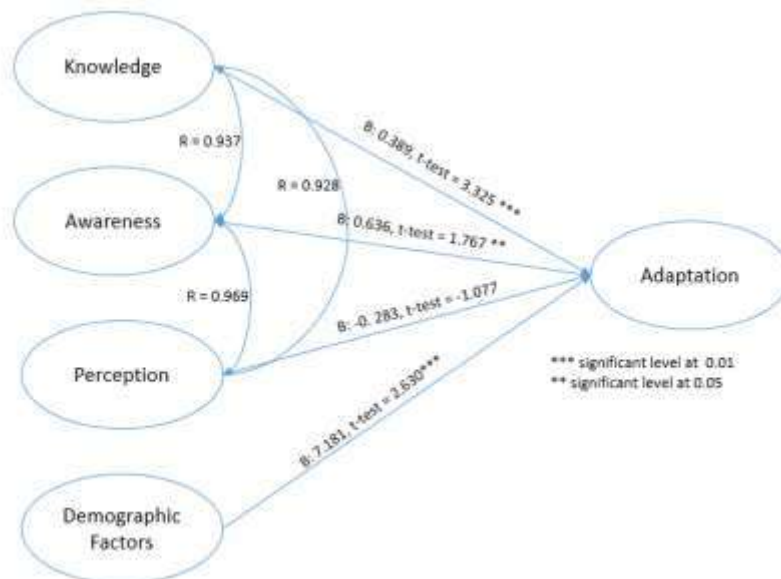 Knowledge
R = 0.937
B: 0.389, t-test = 3.325 ***
R = 0.928
Awareness
B: 0.636, t-test = 1.767 **
Adaptation
R = 0.969
B: -0. 283, t-test = -1.077
Perception
*** significant level at 0.01
** significant level at 0.05
B: 7.181, t-test = 2.630***
Demographic
Factors